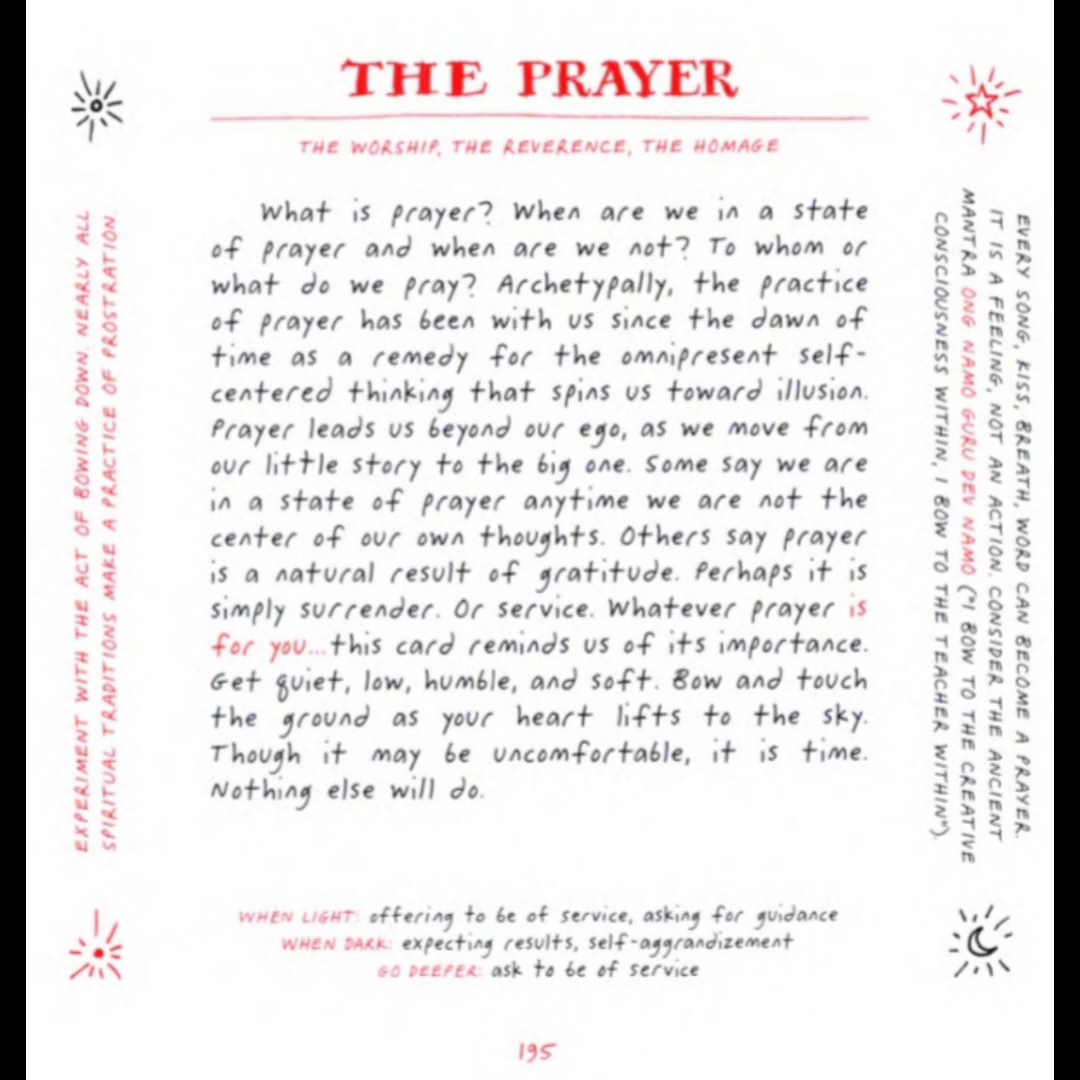 THE PRAYER
THE WORSHIP, THE REVERENCE, THE HOMAGE
What is prayer? When are we in a state
of prayer and when are we not? To whom or
what do we pray? Archetypally, the practice
of prayer has been with us since the dawn of
time as a remedy for the omnipresent self-
centered thinking that spins us toward illusion.
Prayer leads us beyond our ego, as we move from
our little story to the big one. Some say we are
in a state of prayer anytime we are not the
center of our own thoughts. Others say prayer
is a natural result of gratitude. Perhaps it is
simply surrender. Or service. Whatever prayer is
for you...this card reminds us of its importance.
Get quiet, low, humble, and soft. Bow and touch
the ground as your heart lifts to the sky.
Though it may be uncomfortable, it is time.
Nothing else will do.
WHEN LIGHT: offering to be of service, asking for guidance
WHEN DARK: expecting results, self-aggrandizement
GO DEEPER: ask to be of service
195
EXPERIMENT WITH THE ACT OF BOWING DOWN. NEARLY ALL
SPIRITUAL TRADITIONS MAKE A PRACTICE OF PROSTRATION.
EVERY SONG, KISS, BREATH, WORD CAN BECOME A PRAYER.
IT IS A FEELING, NOT AN ACTION. CONSIDER THE ANCIENT
MANTRA ONG NAMO GURU DEV NAMO ("I BOW TO THE CREATIVE
CONSCIOUSNESS WITHIN, I BOW TO THE TEACHER WITHIN").